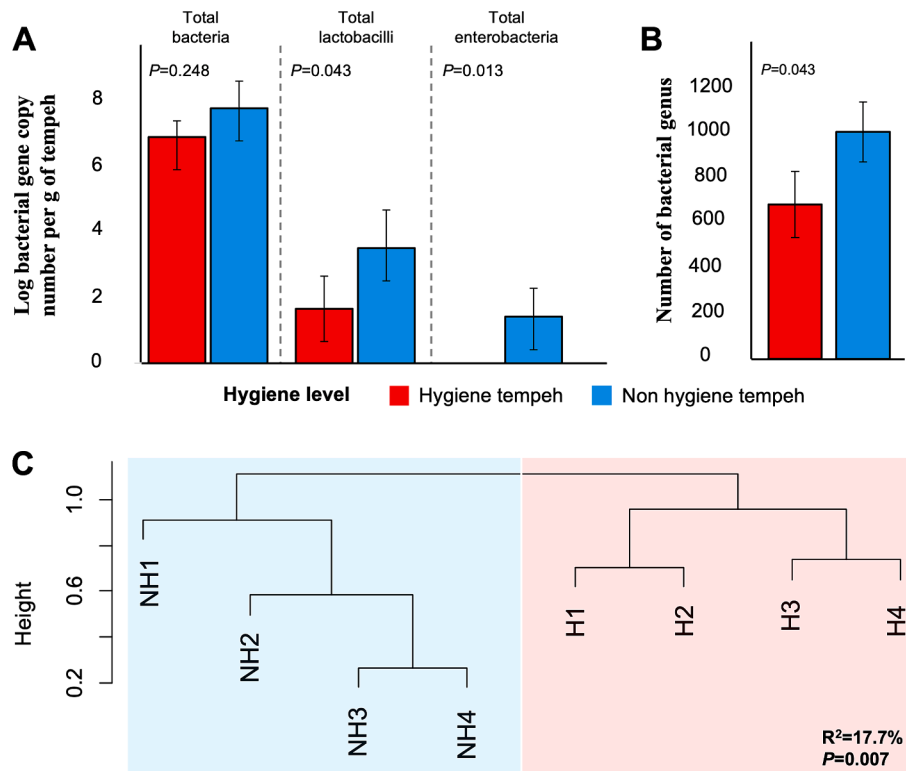 A
Total
bacteria
Total
lactobacilli
Total
enterobacteria
P=0.248
P=0.043
P=0.013
Log bacterial gene copy
number per g of tempeh
8
6
4
2
0
Hygiene level
Hygiene tempeh
Non hygiene tempeh
B
P=0.043
Number of bacterial genus
1200
1000
800
600
400
200
0
C
Height
1.0
0.6
0.2
NH1
NH2
NH3
NH4
H1
H2
H3
H4
R²=17.7%
P=0.007